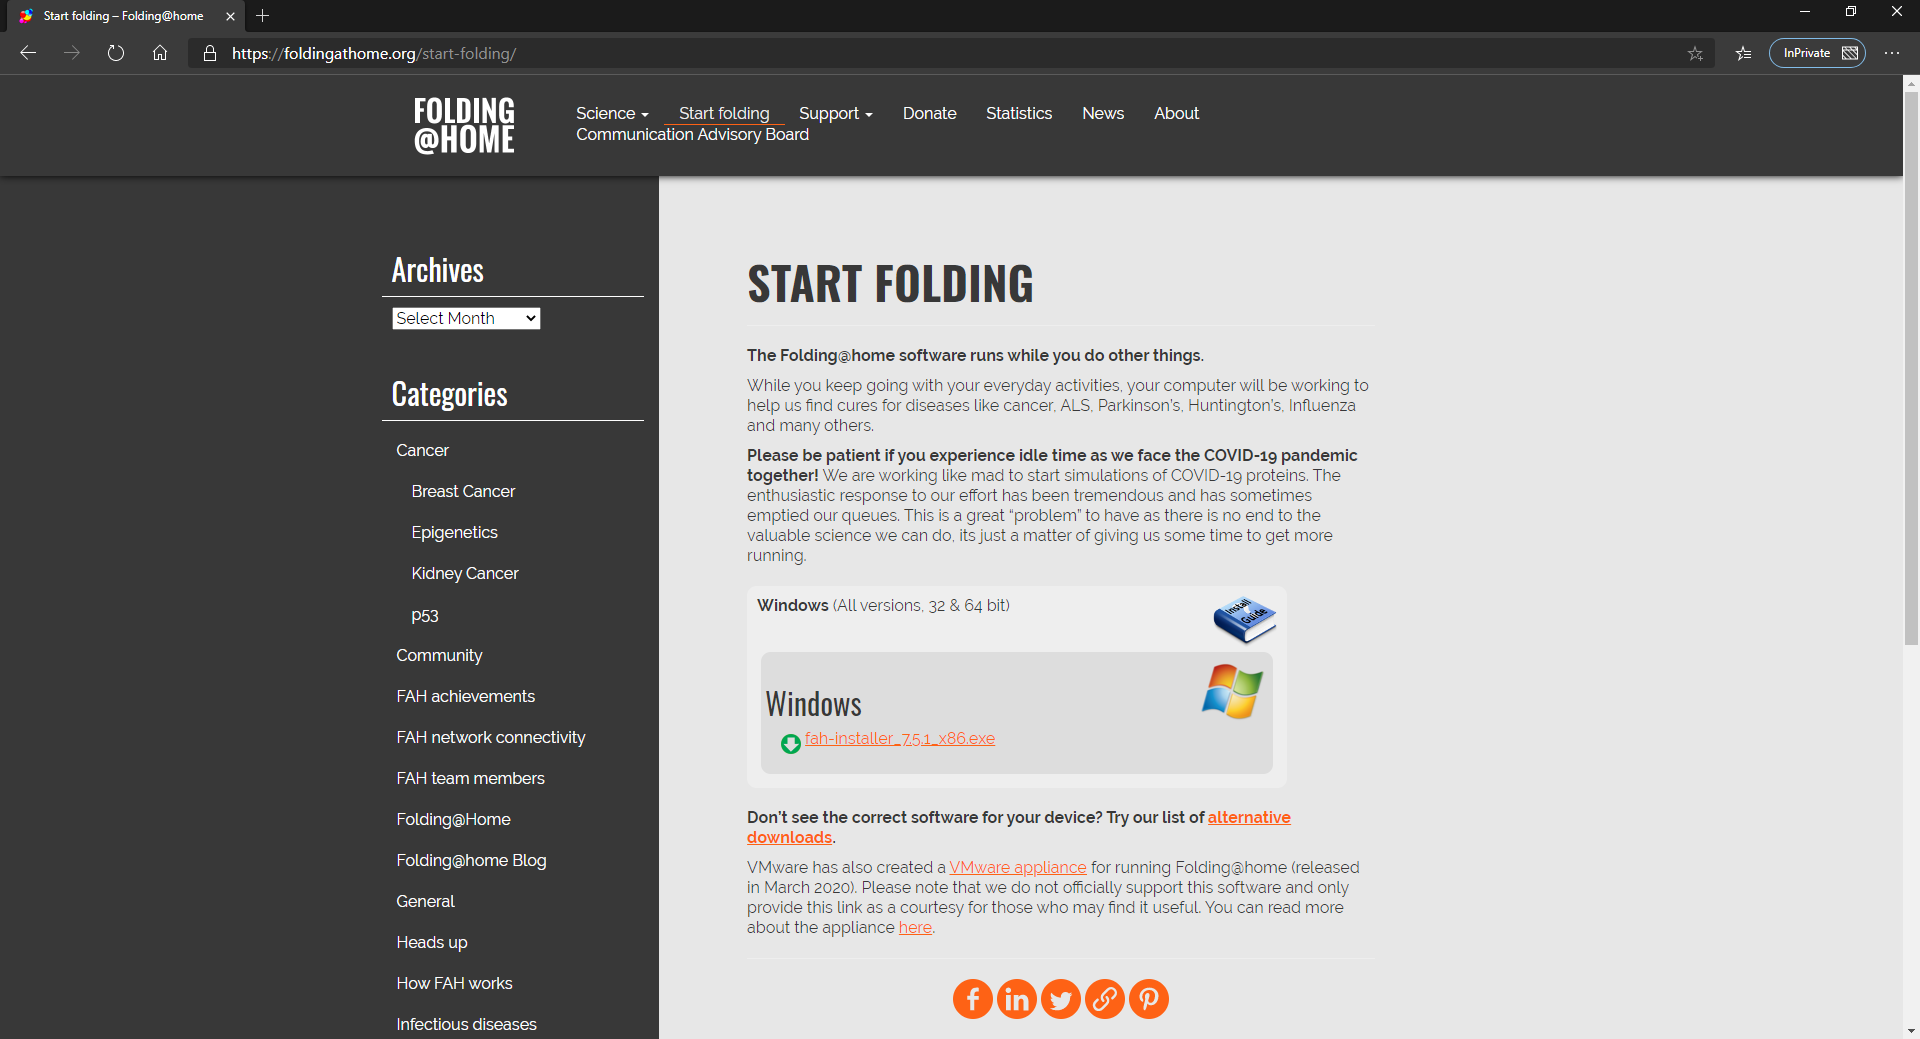 Start folding – Folding@home
https://foldingathome.org/start-folding/
InPrivate
FOLDING
@HOME
Science
Start folding
Support
Donate
Statistics
News
About
Communication Advisory Board
Archives
Select Month
Categories
Cancer
Breast Cancer
Epigenetics
Kidney Cancer
p53
Community
FAH achievements
FAH network connectivity
FAH team members
Folding@Home
Folding@home Blog
General
Heads up
How FAH works
Infectious diseases
START FOLDING
The Folding@home software runs while you do other things.
While you keep going with your everyday activities, your computer will be working to
help us find cures for diseases like cancer, ALS, Parkinson’s, Huntington’s, Influenza
and many others.
Please be patient if you experience idle time as we face the COVID-19 pandemic
together! We are working like mad to start simulations of COVID-19 proteins. The
enthusiastic response to our effort has been tremendous and has sometimes
emptied our queues. This is a great “problem” to have as there is no end to the
valuable science we can do, its just a matter of giving us some time to get more
running.
Windows (All versions, 32 & 64 bit)
Install
Guide
Windows
fah-installer_7.5.1_x86.exe
Don’t see the correct software for your device? Try our list of alternative
downloads.
VMware has also created a VMware appliance for running Folding@home (released
in March 2020). Please note that we do not officially support this software and only
provide this link as a courtesy for those who may find it useful. You can read more
about the appliance here.